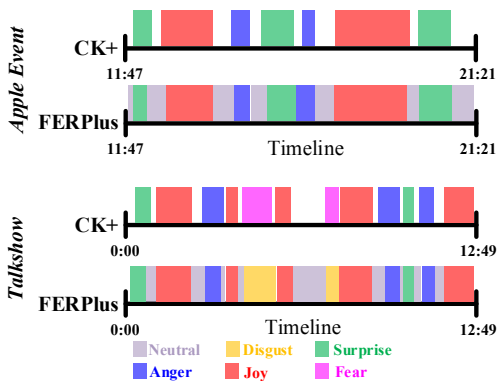 Apple Event
CK+
11:47 21:21
FERPlus
11:47 Timeline 21:21
Talkshow
CK+
0:00 12:49
FERPlus
0:00 Timeline 12:49
Neutral Disgust Surprise
Anger Joy Fear